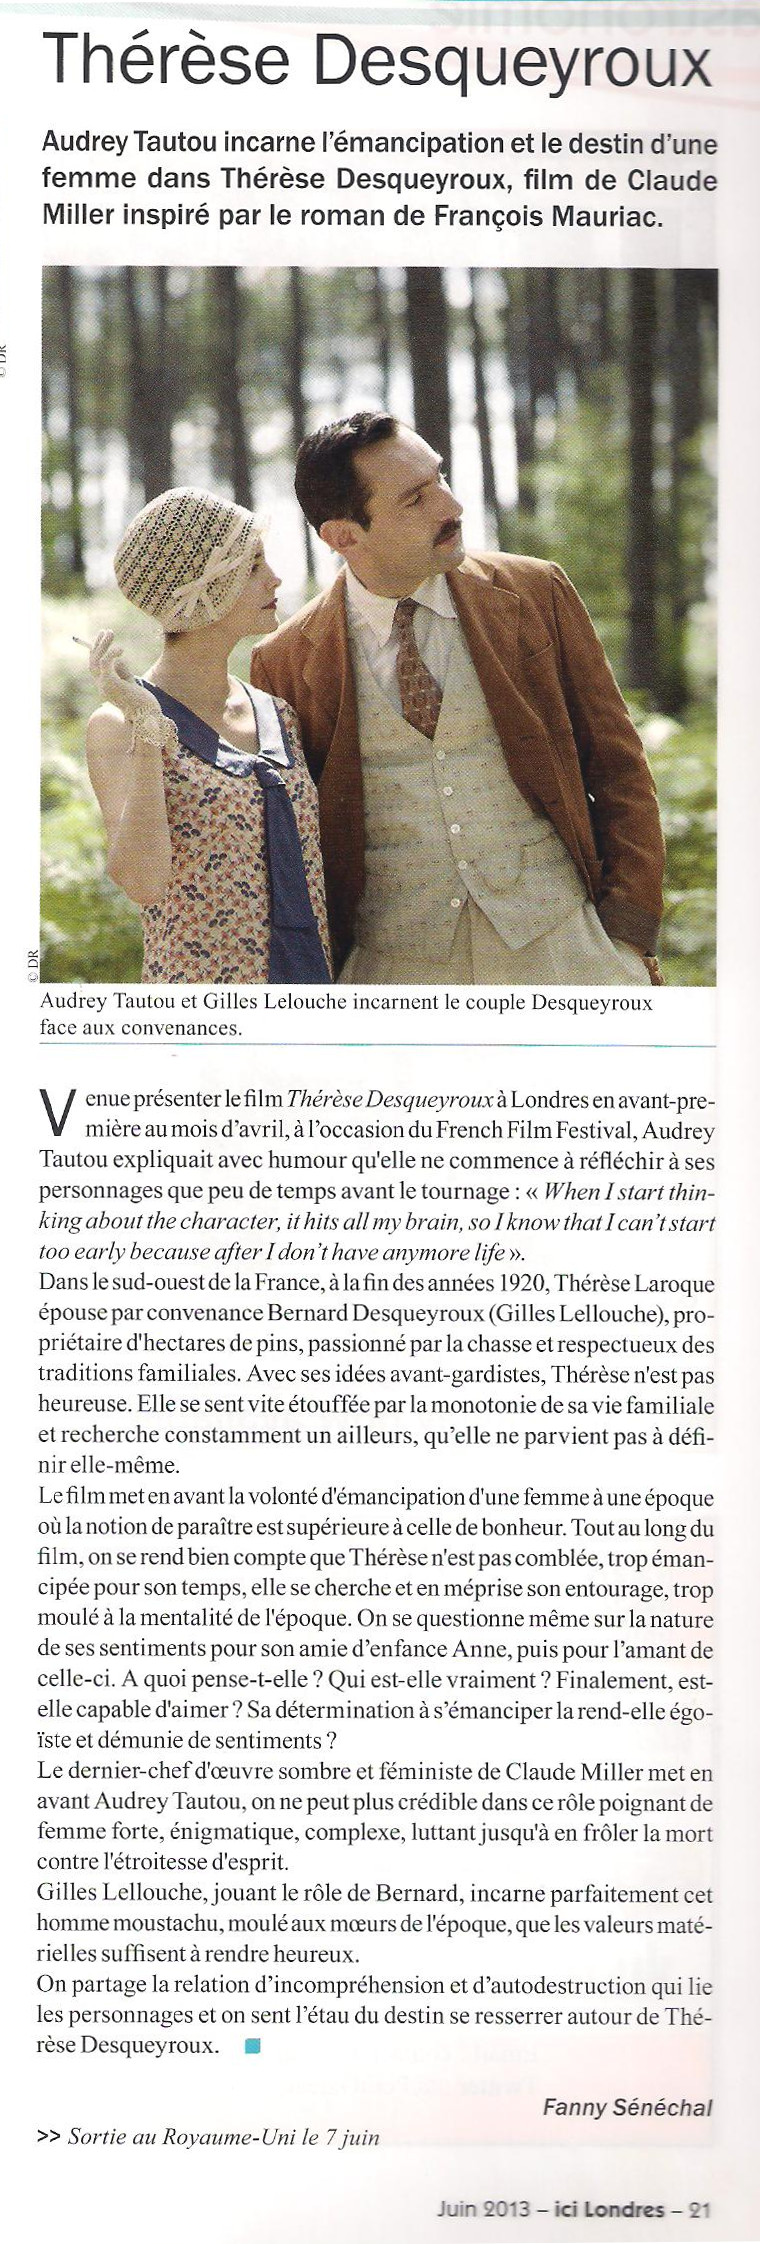 Thérèse Desqueyroux
Audrey Tautou incarne l’émancipation et le destin d’une
femme dans Thérèse Desqueyroux, film de Claude
Miller inspiré par le roman de François Mauriac.
© DR
© DR
Audrey Tautou et Gilles Lelouche incarnent le couple Desqueyroux
face aux convenances.
Venue présenter le film Thérèse Desqueyroux à Londres en avant-pre-
mière au mois d’avril, à l’occasion du French Film Festival, Audrey
Tautou expliquait avec humour qu'elle ne commence à réfléchir à ses
personnages que peu de temps avant le tournage : « When I start thin-
king about the character, it hits all my brain, so I know that I can’t start
too early because after I don’t have anymore life ».
Dans le sud-ouest de la France, à la fin des années 1920, Thérèse Laroque
épouse par convenance Bernard Desqueyroux (Gilles Lellouche), pro-
priétaire d'hectares de pins, passionné par la chasse et respectueux des
traditions familiales. Avec ses idées avant-gardistes, Thérèse n'est pas
heureuse. Elle se sent vite étouffée par la monotonie de sa vie familiale
et recherche constamment un ailleurs, qu’elle ne parvient pas à défi-
nir elle-même.
Le film met en avant la volonté d'émancipation d'une femme à une époque
où la notion de paraître est supérieure à celle de bonheur. Tout au long du
film, on se rend bien compte que Thérèse n'est pas comblée, trop éman-
cipée pour son temps, elle se cherche et en méprise son entourage, trop
moulé à la mentalité de l'époque. On se questionne même sur la nature
de ses sentiments pour son amie d’enfance Anne, puis pour l’amant de
celle-ci. A quoi pense-t-elle ? Qui est-elle vraiment ? Finalement, est-
elle capable d'aimer ? Sa détermination à s’émanciper la rend-elle égo-
ïste et démunie de sentiments ?
Le dernier-chef d'œuvre sombre et féministe de Claude Miller met en
avant Audrey Tautou, on ne peut plus crédible dans ce rôle poignant de
femme forte, énigmatique, complexe, luttant jusqu'à en frôler la mort
contre l'étroitesse d'esprit.
Gilles Lellouche, jouant le rôle de Bernard, incarne parfaitement cet
homme moustachu, moulé aux mœurs de l'époque, que les valeurs maté-
rielles suffisent à rendre heureux.
On partage la relation d’incompréhension et d’autodestruction qui lie
les personnages et on sent l’étau du destin se resserrer autour de Thé-
rèse Desqueyroux.
Fanny Sénéchal
>> Sortie au Royaume-Uni le 7 juin
Juin 2013 – ici Londres – 21